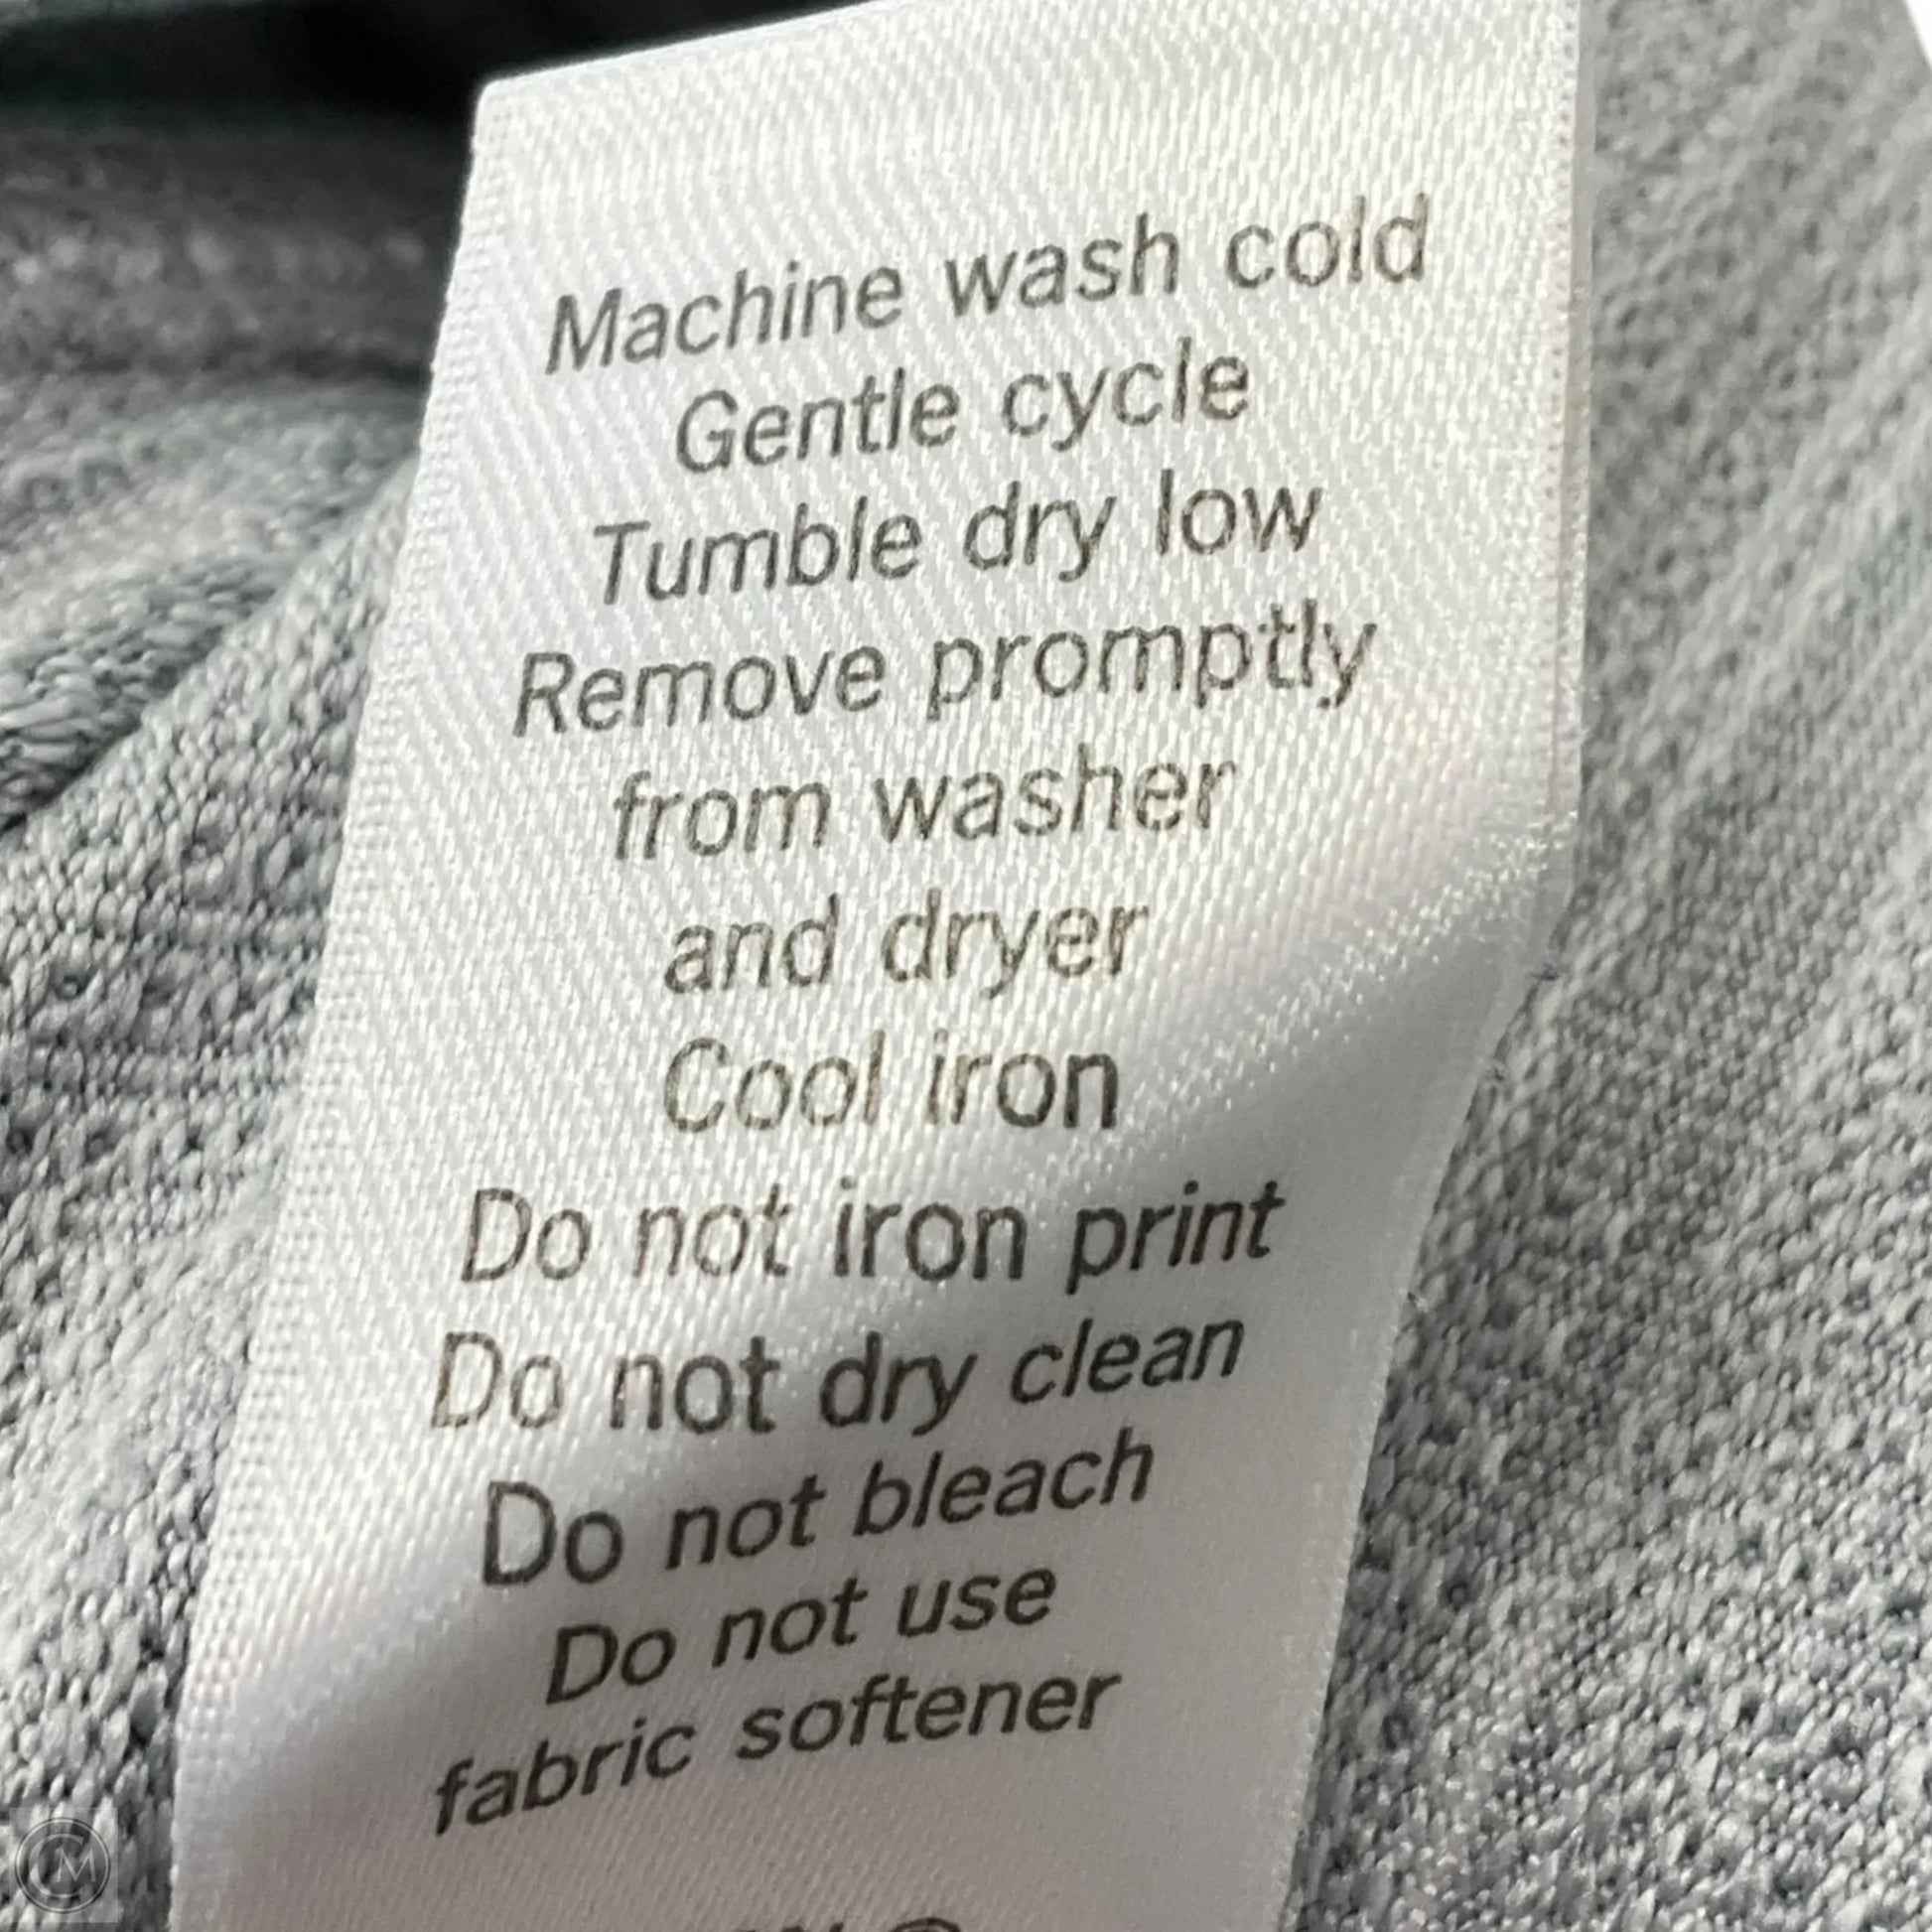 Machine wash cold
Gentle cycle
Tumble dry low
Remove promptly
from washer
and dryer
Cool iron
Do not iron print
Do not dry clean
Do not bleach
Do not use
fabric softener